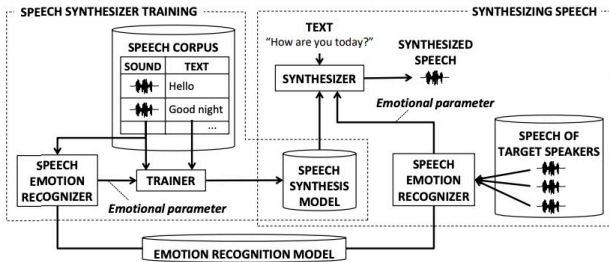 SPEECH SYNTHESIZER TRAINING
SYNTHESIZING SPEECH
SPEECH CORPUS
SOUND TEXT
Hello
Good night
...
TEXT
“How are you today?”
SYNTHESIZER
SYNTHESIZED
SPEECH
Emotional parameter
SPEECH OF
TARGET SPEAKERS
SPEECH
EMOTION
RECOGNIZER
TRAINER
Emotional parameter
SPEECH
SYNTHESIS
MODEL
SPEECH
EMOTION
RECOGNIZER
EMOTION RECOGNITION MODEL